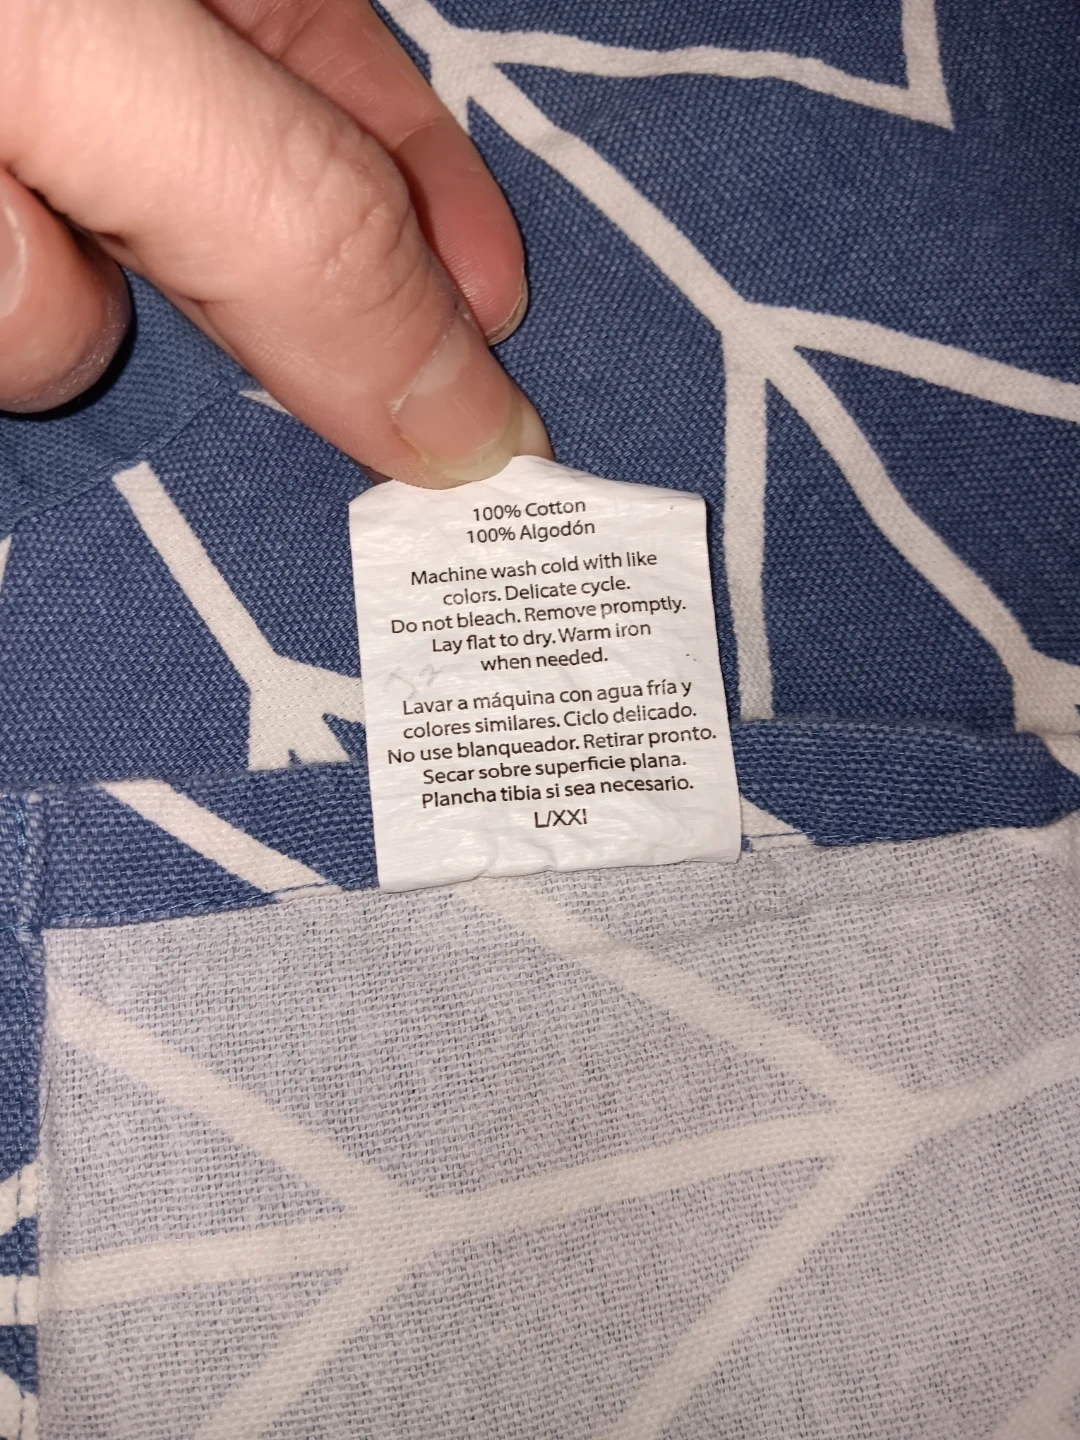 100% Cotton
100% Algodón
Machine wash cold with like
colors. Delicate cycle.
Do not bleach. Remove promptly.
Lay flat to dry. Warm iron
when needed.
Lavar a máquina con agua fría y
colores similares. Ciclo delicado.
No use blanqueador. Retirar pronto.
Secar sobre superficie plana.
Plancha tibia si sea necesario.
L/XXl